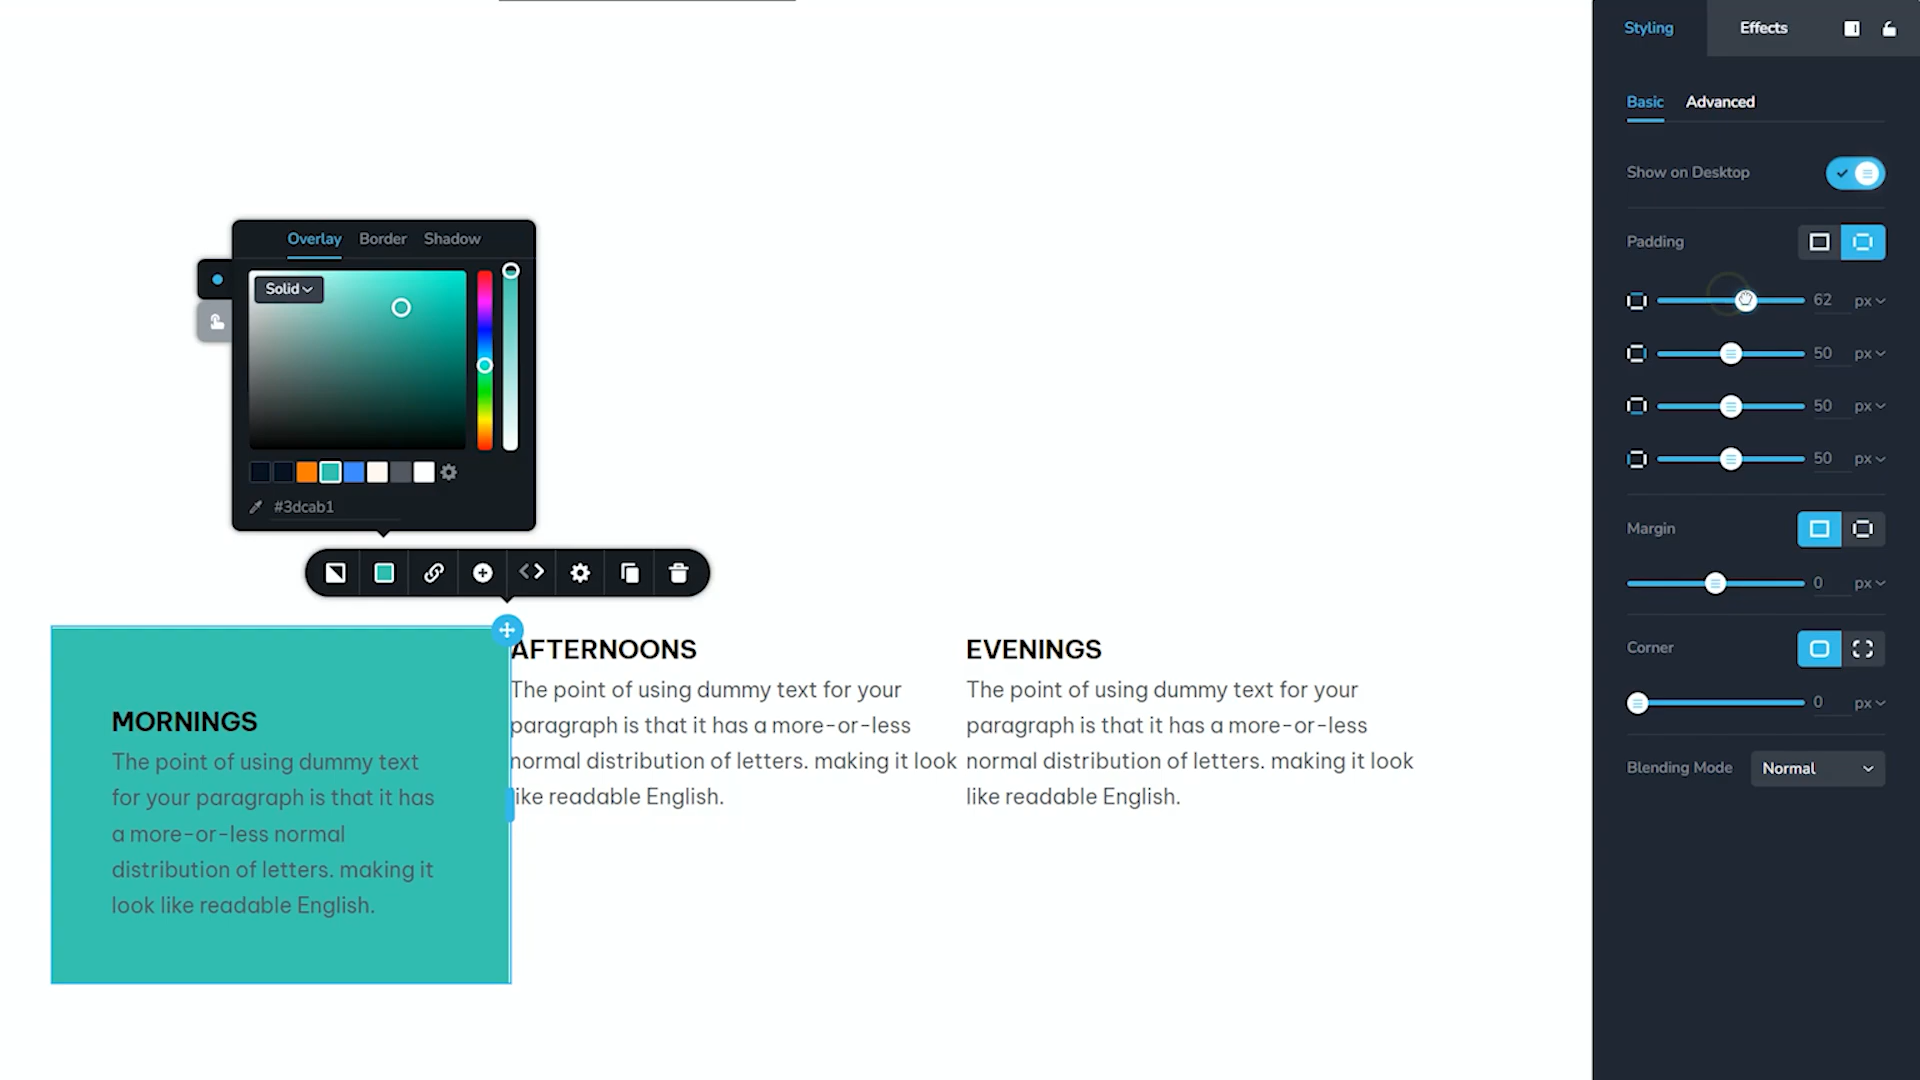 Styling
Effects
Basic
Advanced
Show on Desktop
Padding
62 px
50 px
50 px
50 px
Margin
0 px
Corner
0 px
Blending Mode
Normal
Overlay
Border
Shadow
Solid
#3dcab1
MORNINGS
The point of using dummy text
for your paragraph is that it has
a more-or-less normal
distribution of letters. making it
look like readable English.
AFTERNOONS
The point of using dummy text for your
paragraph is that it has a more-or-less
normal distribution of letters. making it look
like readable English.
EVENINGS
The point of using dummy text for your
paragraph is that it has a more-or-less
normal distribution of letters. making it look
like readable English.